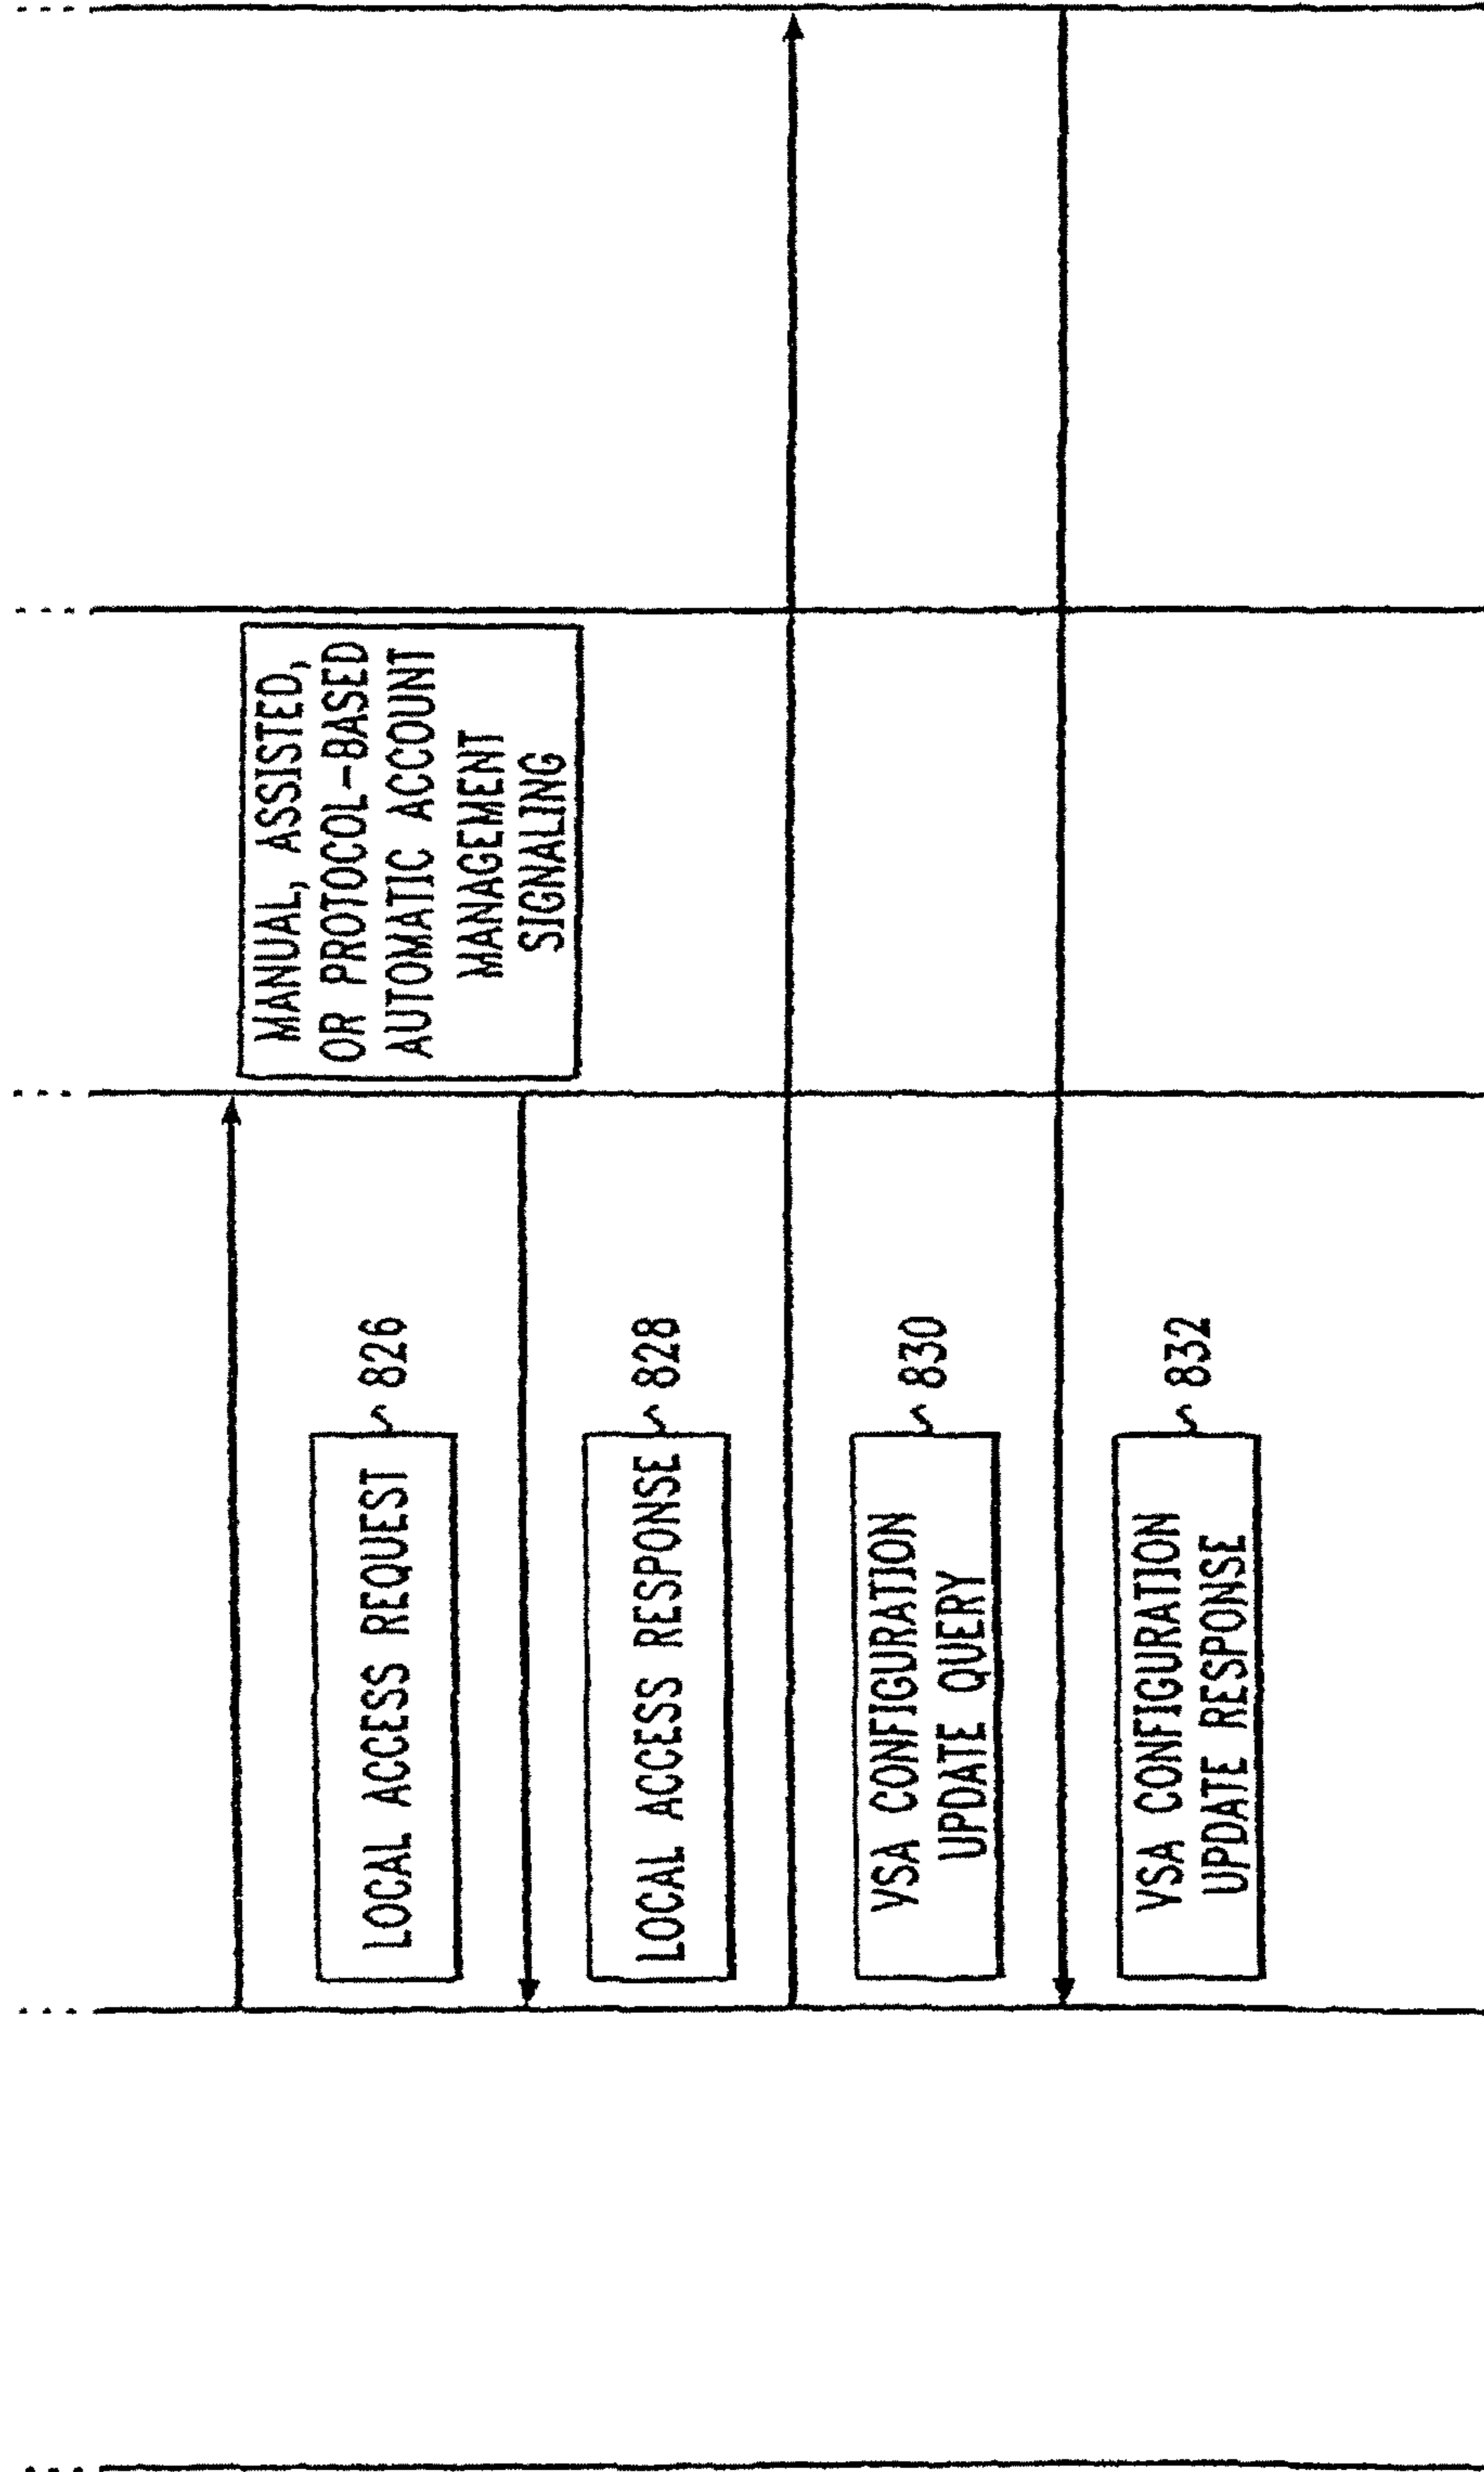 MANUAL, ASSISTED,
OR PROTOCOL-BASED
AUTOMATIC ACCOUNT
MANAGEMENT
SIGNALING
LOCAL ACCESS REQUEST
826
LOCAL ACCESS RESPONSE
828
VSA CONFIGURATION
UPDATE QUERY
830
VSA CONFIGURATION
UPDATE RESPONSE
832